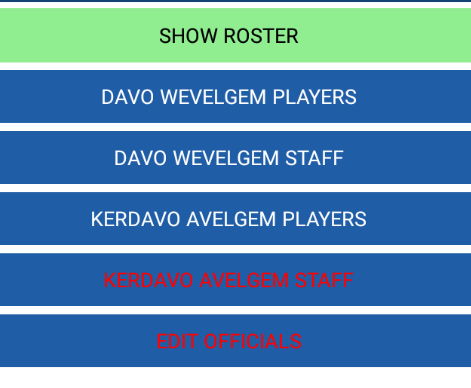 SHOW ROSTER
DAVO WEVELGEM PLAYERS
DAVO WEVELGEM STAFF
KERDAVO AVELGEM PLAYERS
KERDAVO AVELGEM STAFF
EDIT OFFICIALS